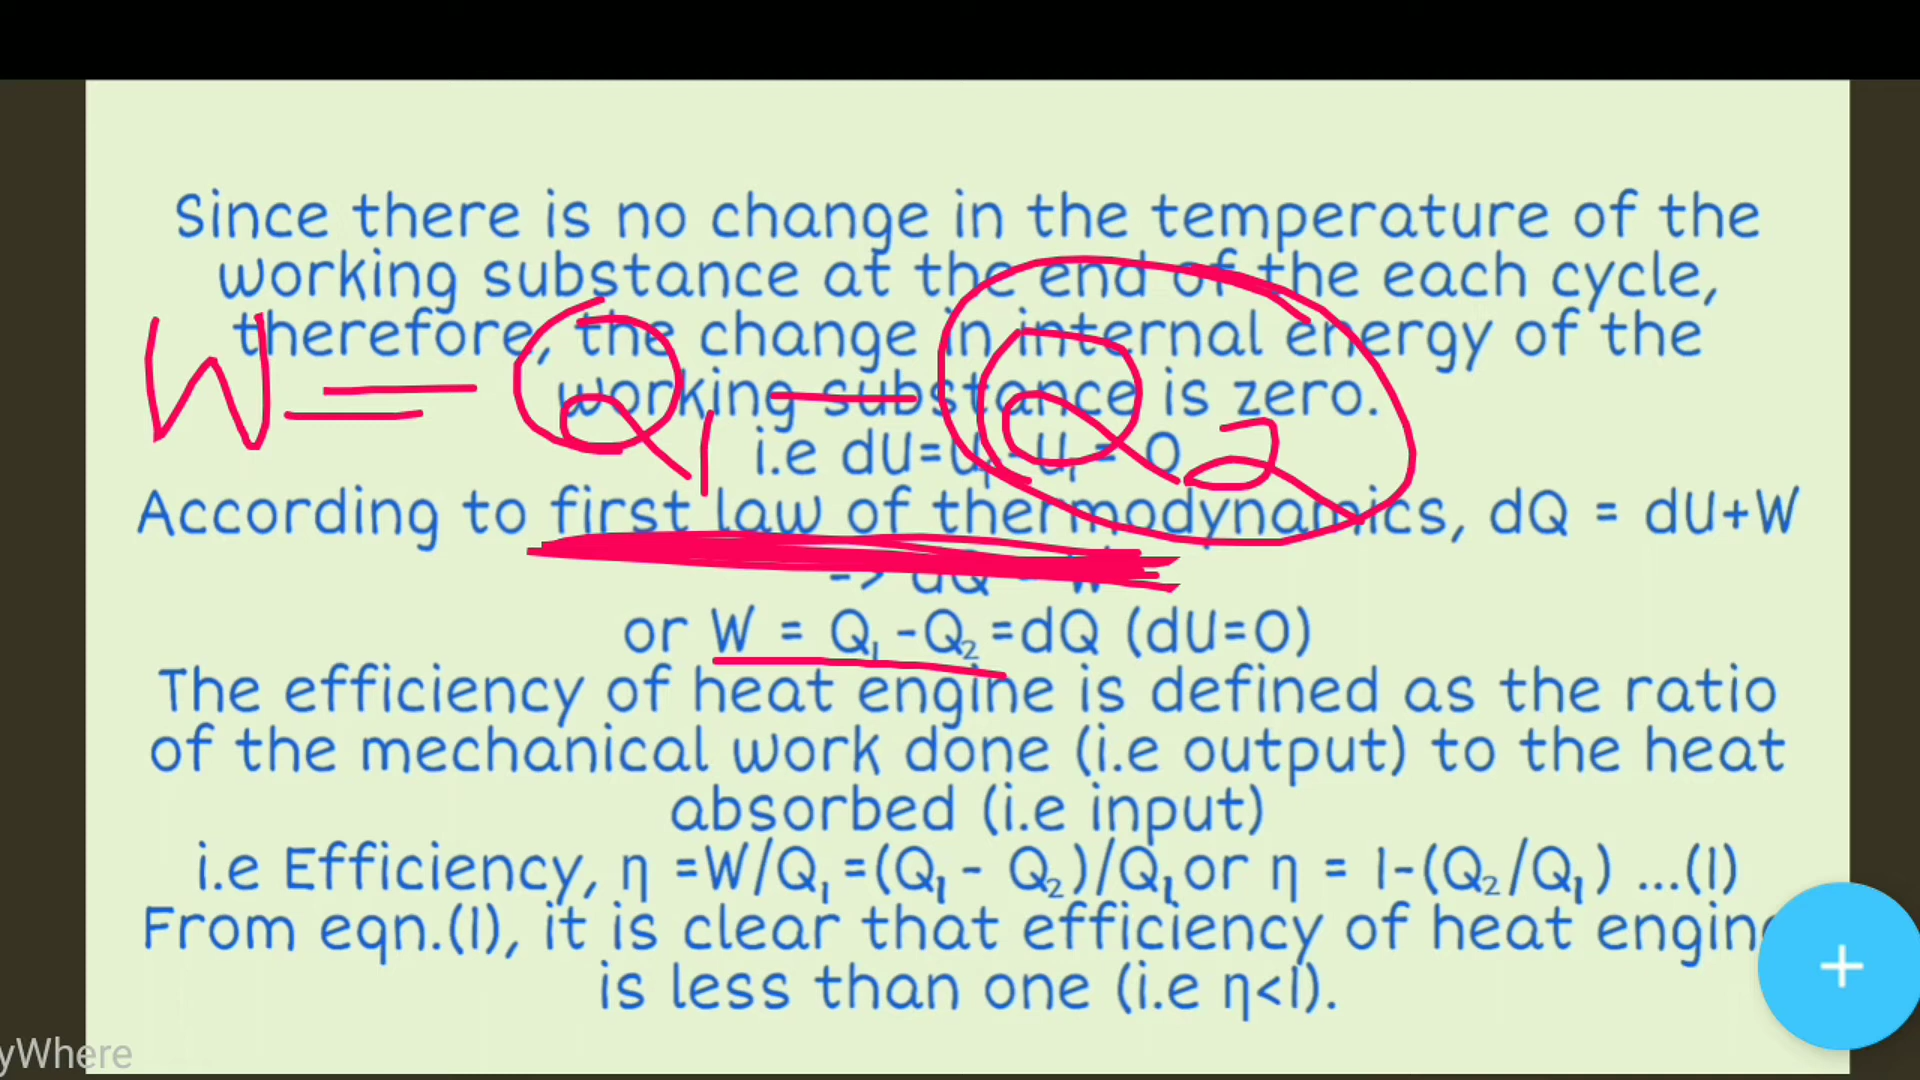 Since there is no change in the temperature of the
working substance at the end of the each cycle,
therefore, the change in internal energy of the
working substance is zero.
W = Q1 - Q2
i.e dU=Uf-Ui = 0
According to first law of thermodynamics, dQ = dU+W
-> dQ = W
or W = Q₁ -Q₂ =dQ (dU=0)
The efficiency of heat engine is defined as the ratio
of the mechanical work done (i.e output) to the heat
absorbed (i.e input)
i.e Efficiency, η =W/Q₁ =(Q₁ - Q₂)/Q₁ or η = 1-(Q₂/Q₁) ...(1)
From eqn.(1), it is clear that efficiency of heat engine
is less than one (i.e η<1).
yWhere